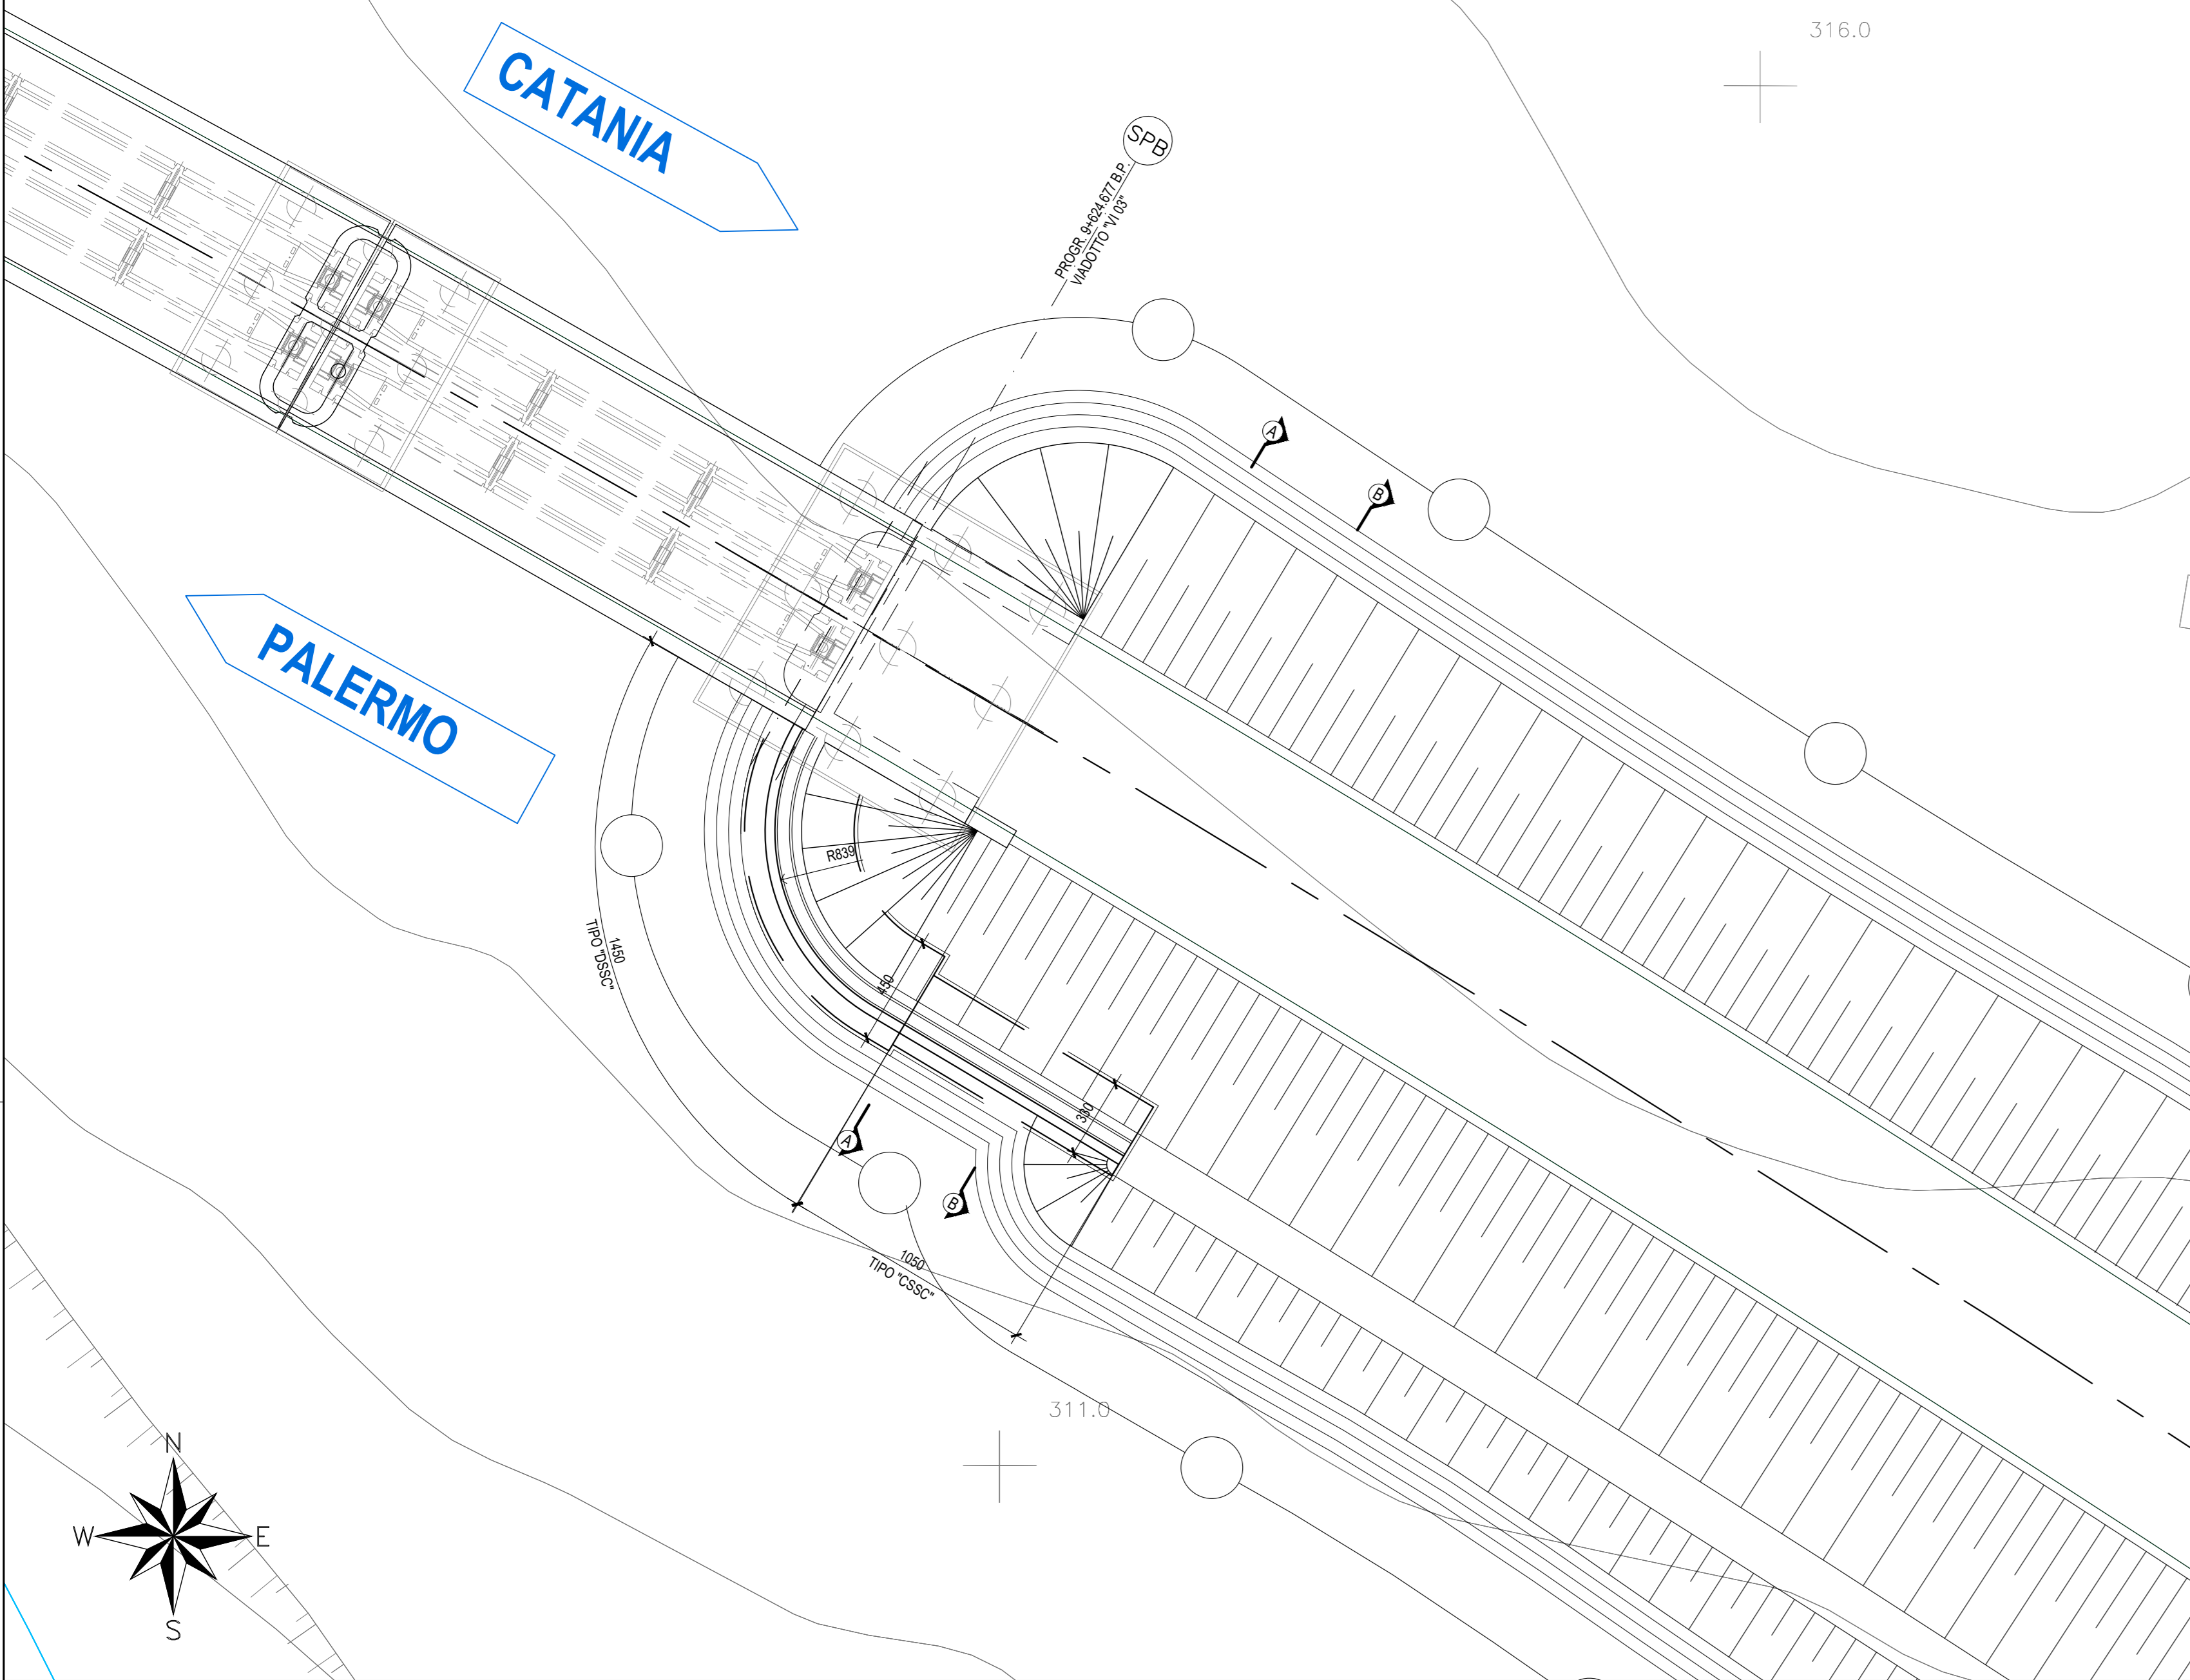 316.0
CATANIA
SPB
PROGR. 9+624.677 B.P.
VIADOTTO "VI 03"
A
B
PALERMO
R839
1450
TIPO "DSSC"
450
330
A
B
1050
TIPO "CSSC"
311.0
N
W
E
S